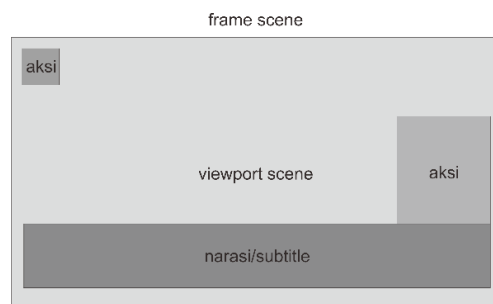 frame scene
aksi
viewport scene
aksi
narasi/subtitle